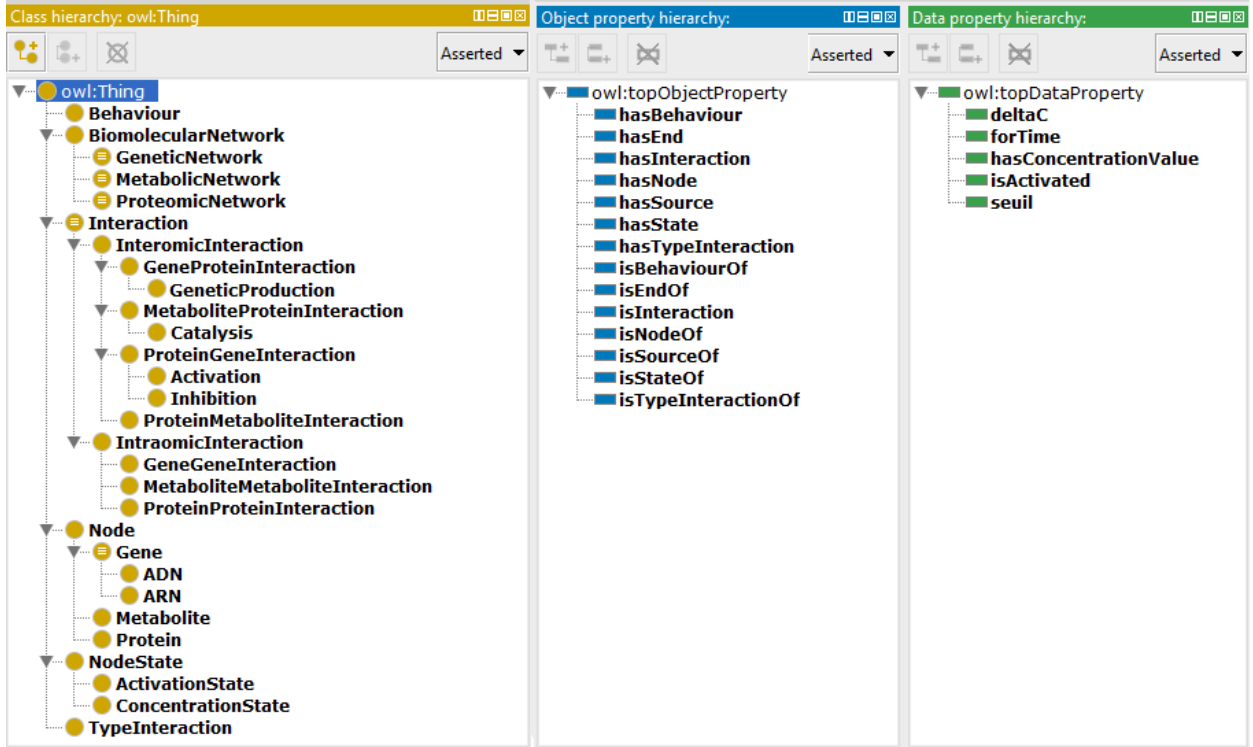 Class hierarchy: owl:Thing
Asserted
owl:Thing
Behaviour
BiomolecularNetwork
GeneticNetwork
MetabolicNetwork
ProteomicNetwork
Interaction
InteromicInteraction
GeneProteinInteraction
GeneticProduction
MetaboliteProteinInteraction
Catalysis
ProteinGeneInteraction
Activation
Inhibition
ProteinMetaboliteInteraction
IntraomicInteraction
GeneGeneInteraction
MetaboliteMetaboliteInteraction
ProteinProteinInteraction
Node
Gene
ADN
ARN
Metabolite
Protein
NodeState
ActivationState
ConcentrationState
TypeInteraction
Object property hierarchy:
Asserted
owl:topObjectProperty
hasBehaviour
hasEnd
hasInteraction
hasNode
hasSource
hasState
hasTypeInteraction
isBehaviourOf
isEndOf
isInteraction
isNodeOf
isSourceOf
isStateOf
isTypeInteractionOf
Data property hierarchy:
Asserted
owl:topDataProperty
deltaC
forTime
hasConcentrationValue
isActivated
seuil